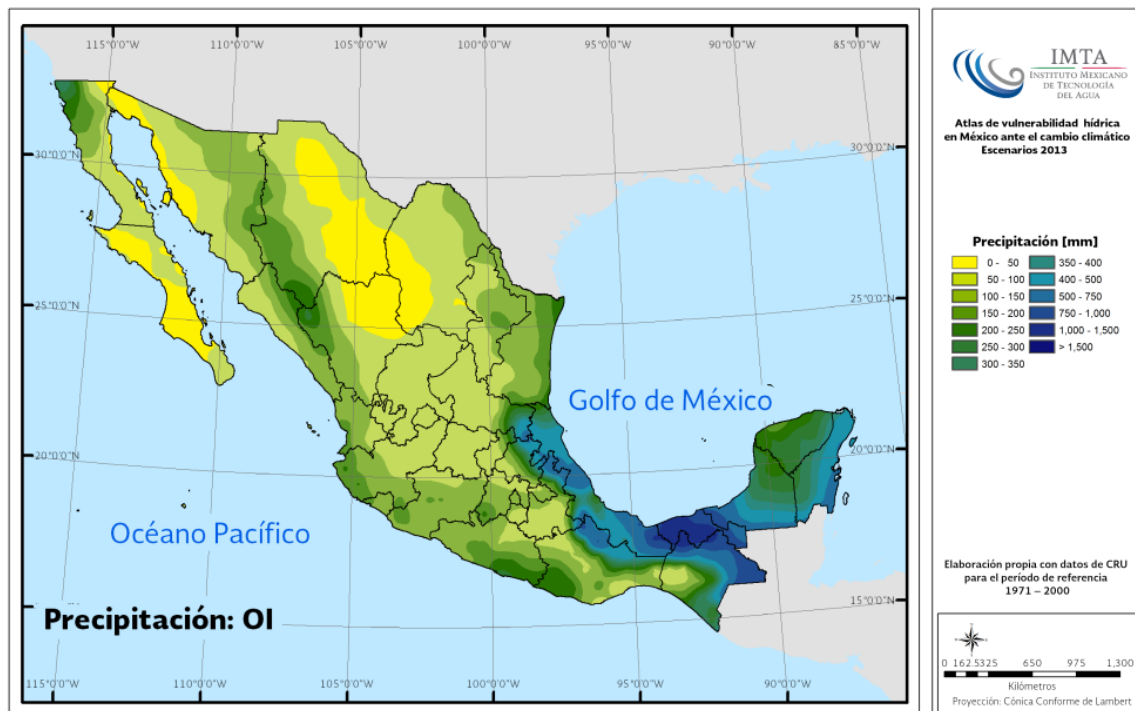 115°0'0"W
110°0'0"W
105°0'0"W
100°0'0"W
95°0'0"W
90°0'0"W
85°0'0"W
30°0'0"N
30°0'0"N
25°0'0"N
25°0'0"N
20°0'0"N
20°0'0"N
15°0'0"N
Golfo de México
Océano Pacífico
Precipitación: OI
115°0'0"W
110°0'0"W
105°0'0"W
100°0'0"W
95°0'0"W
90°0'0"W
IMTA
INSTITUTO MEXICANO
DE TECNOLOGÍA
DEL AGUA
Atlas de vulnerabilidad hídrica
en México ante el cambio climático
Escenarios 2013
Precipitación [mm]
0 - 50
50 - 100
100 - 150
150 - 200
200 - 250
250 - 300
300 - 350
350 - 400
400 - 500
500 - 750
750 - 1,000
1,000 - 1,500
> 1,500
Elaboración propia con datos de CRU
para el período de referencia
1971 – 2000
0 162.5325 650 975 1,300
Kilómetros
Proyección: Cónica Conforme de Lambert